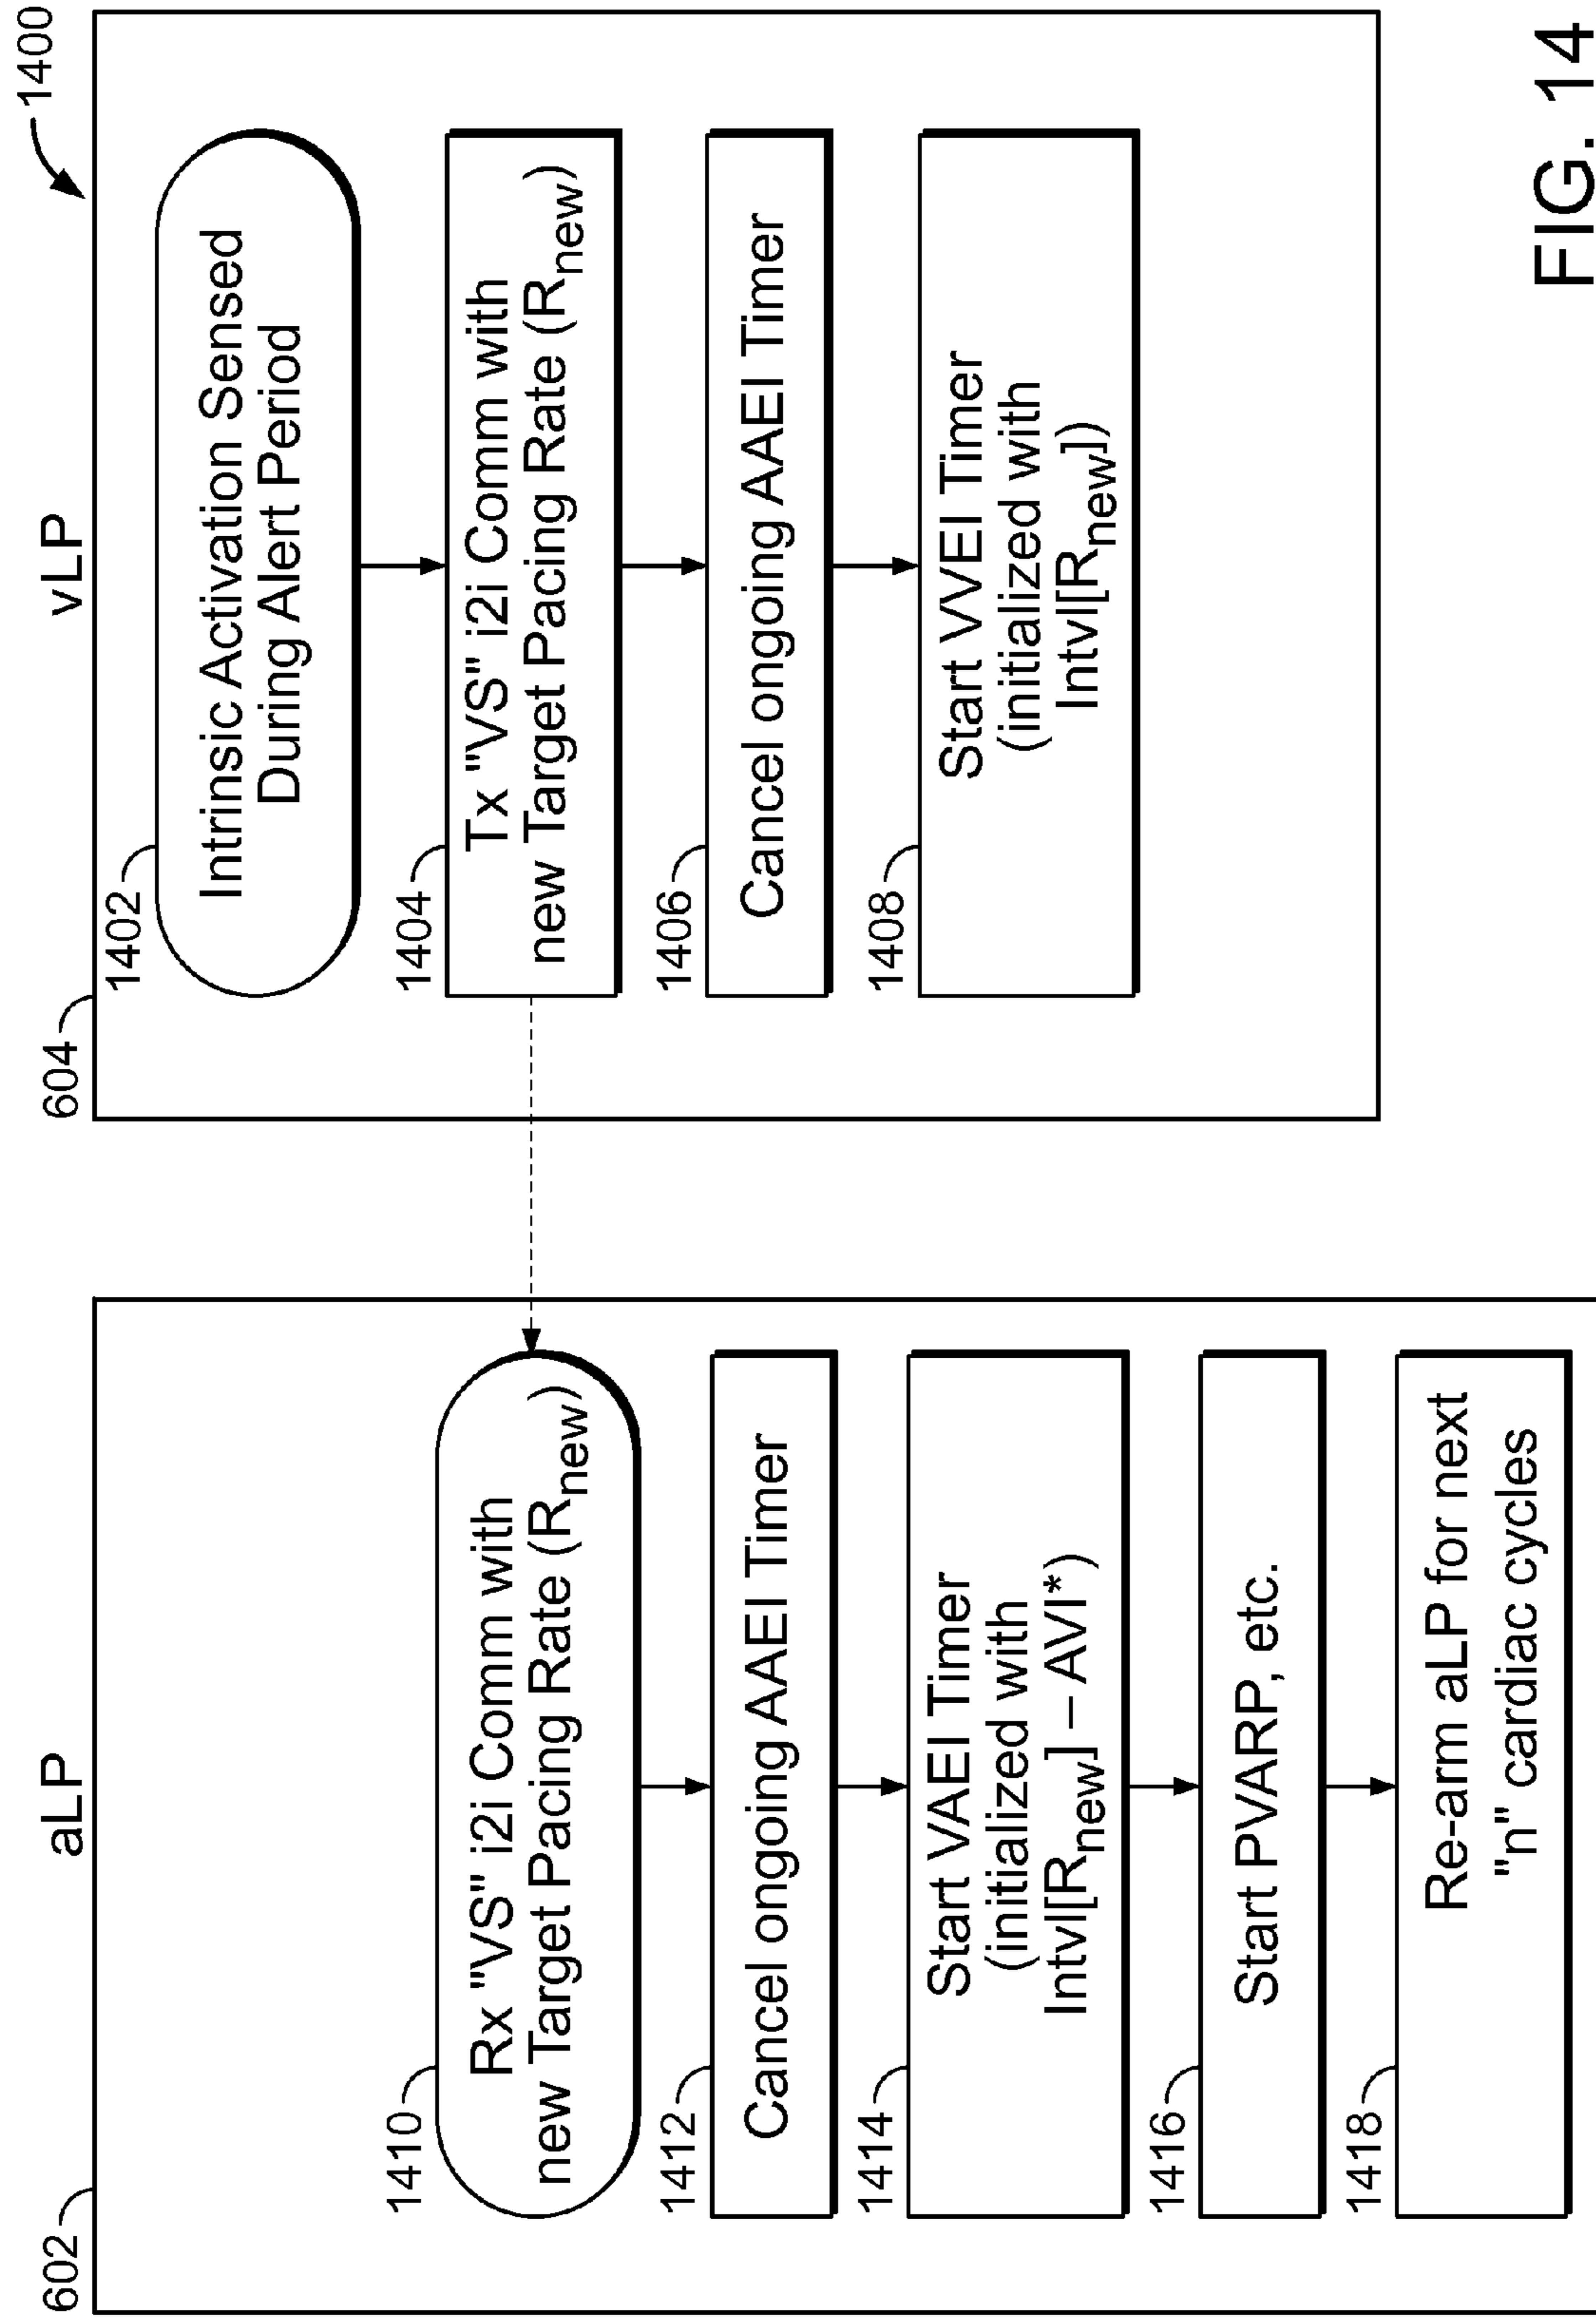 1400
aLP
vLP
602
604
1402
Intrinsic Activation Sensed
During Alert Period
1404
Tx "VS" i2i Comm with
new Target Pacing Rate (Rnew)
1406
Cancel ongoing AAEI Timer
1408
Start VVEI Timer
(initialized with
Intvl[Rnew])
1410
Rx "VS" i2i Comm with
new Target Pacing Rate (Rnew)
1412
Cancel ongoing AAEI Timer
1414
Start VAEI Timer
(initialized with
Intvl[Rnew] – AVI*)
1416
Start PVARP, etc.
1418
Re-arm aLP for next
"n" cardiac cycles
FIG. 14